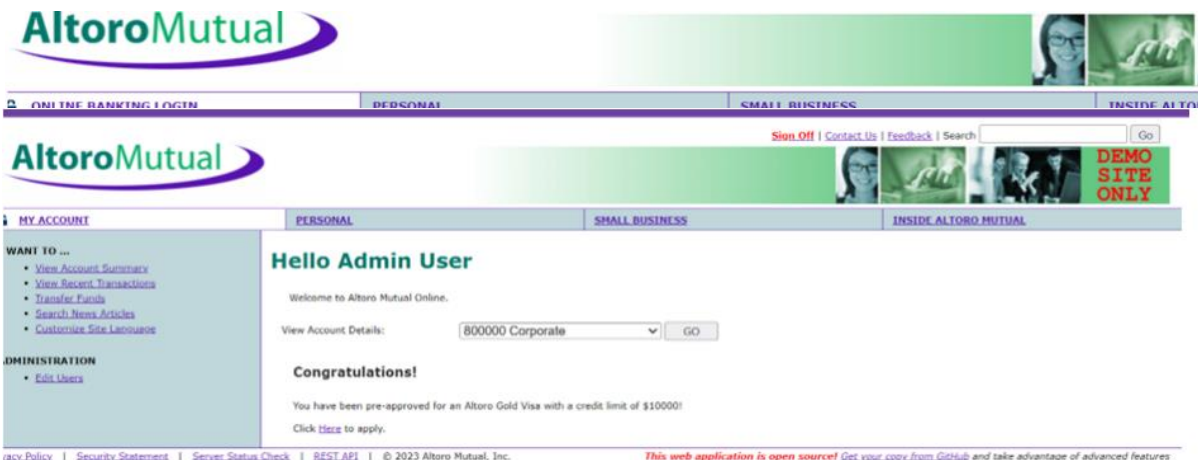 AltoroMutual
ONLINE BANKING LOGIN PERSONAL SMALL BUSINESS INSIDE ALTO
Sign Off | Contact Us | Feedback | Search Go
AltoroMutual
DEMO
SITE
ONLY
MY ACCOUNT PERSONAL SMALL BUSINESS INSIDE ALTORO MUTUAL
WANT TO ...
View Account Summary
View Recent Transactions
Transfer Funds
Search News Articles
Customize Site Language
DMINISTRATION
Edit Users
Hello Admin User
Welcome to Altoro Mutual Online.
View Account Details: 800000 Corporate GO
Congratulations!
You have been pre-approved for an Altoro Gold Visa with a credit limit of $10000!
Click Here to apply.
vacy Policy | Security Statement | Server Status Check | REST API | © 2023 Altoro Mutual, Inc. This web application is open source! Get your copy from GitHub and take advantage of advanced features